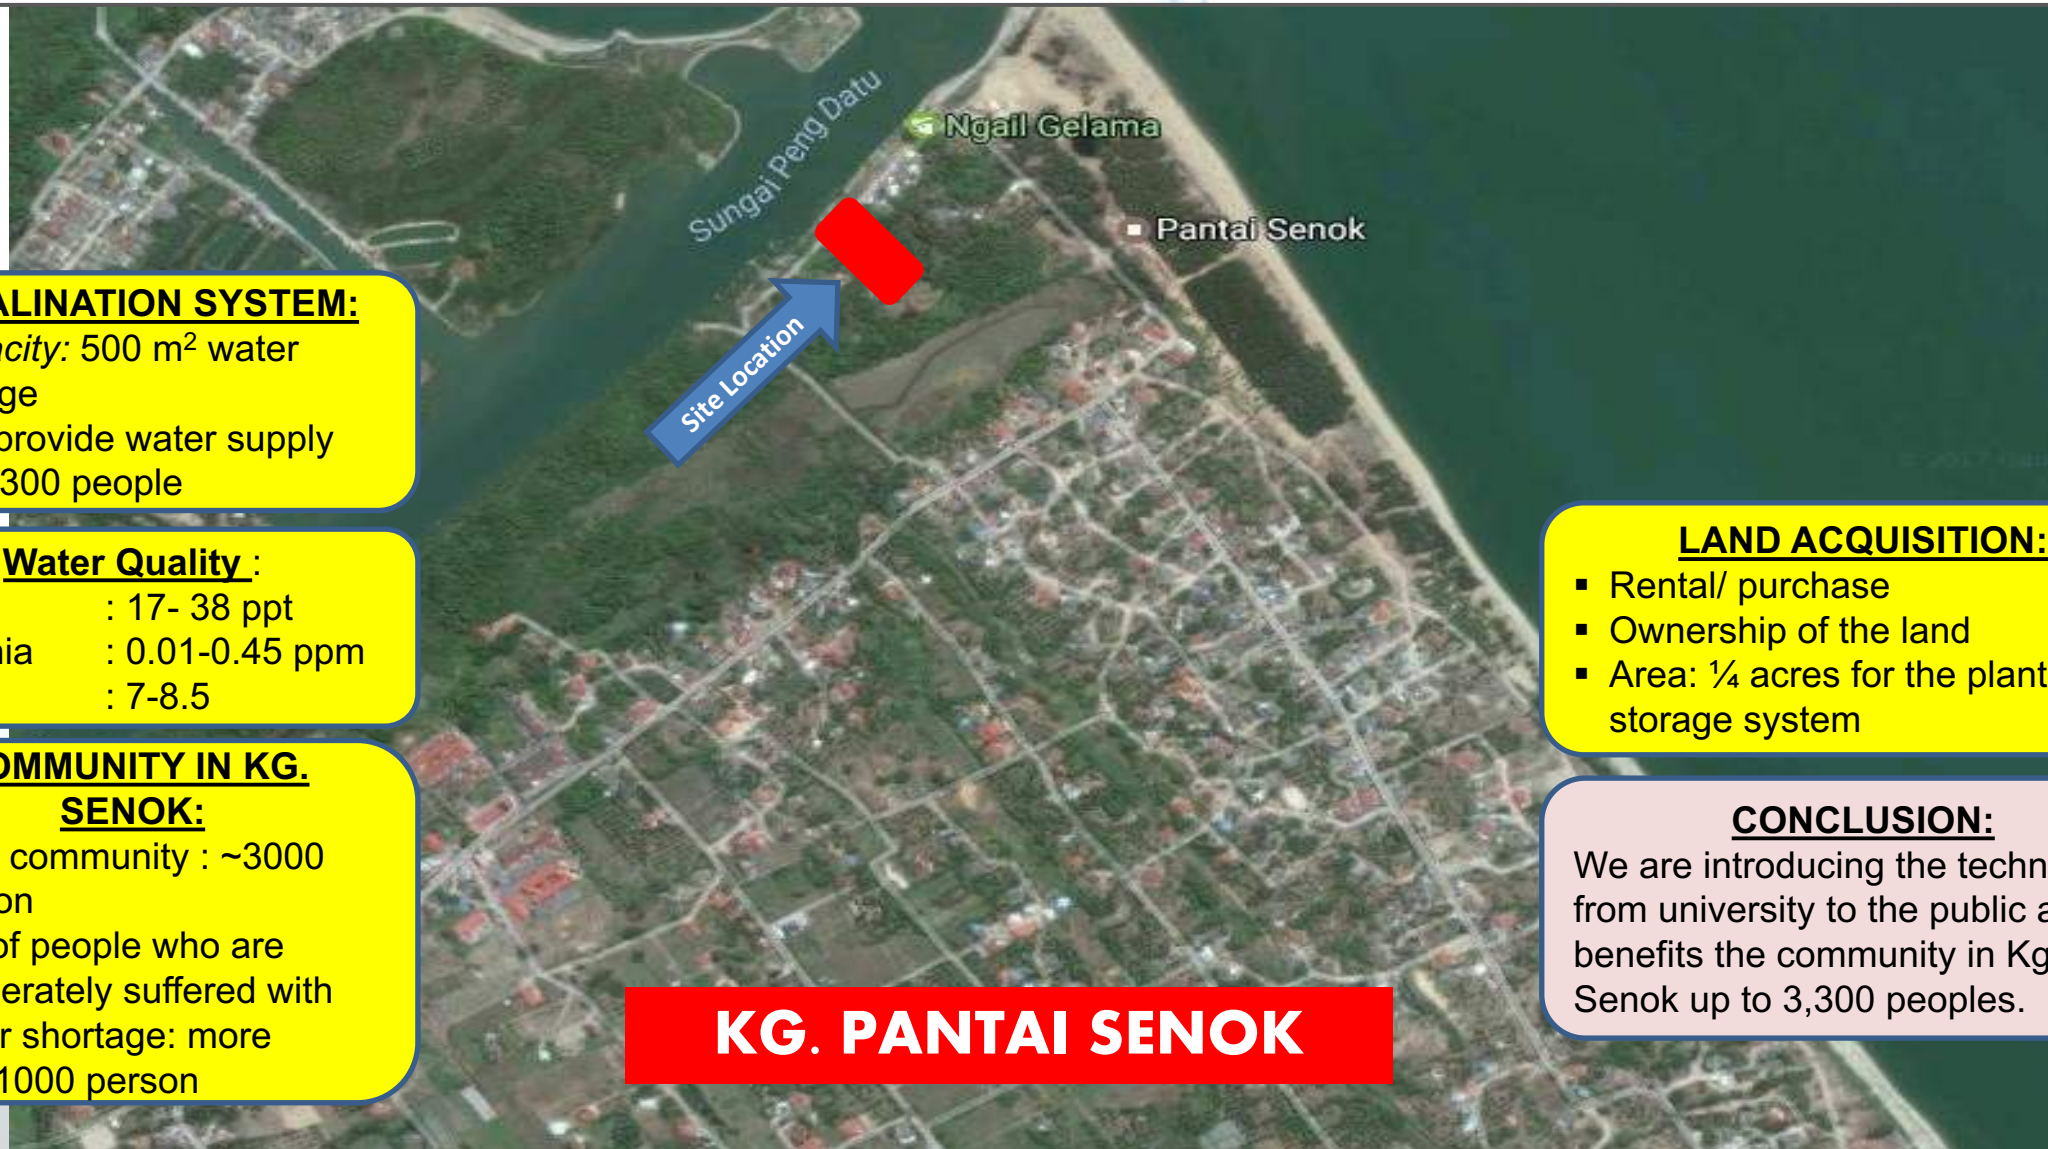 Sungai Peng Datu
Ngail Gelama
Pantai Senok
Site Location
ALINATION SYSTEM:
acity: 500 m² water
ge
provide water supply
300 people
Water Quality :
: 17- 38 ppt
nia : 0.01-0.45 ppm
: 7-8.5
OMMUNITY IN KG.
SENOK:
community : ~3000
on
of people who are
erately suffered with
r shortage: more
1000 person
LAND ACQUISITION:
▪ Rental/ purchase
▪ Ownership of the land
▪ Area: ¼ acres for the plant
storage system
CONCLUSION:
We are introducing the techn
from university to the public a
benefits the community in Kg
Senok up to 3,300 peoples.
KG. PANTAI SENOK